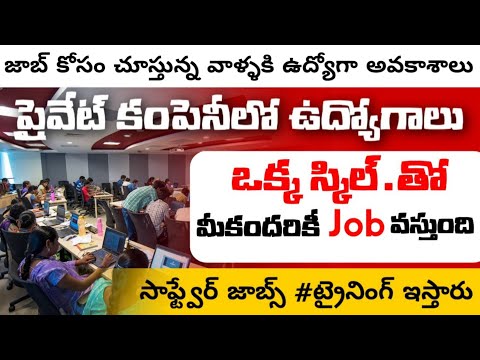 జాబ్ కోసం చూస్తున్న వాళ్ళకి ఉద్యోగా అవకాశాలు
ప్రైవేట్ కంపెనీలో ఉద్యోగాలు
ఒక్క స్కిల్.తో
మీకందరికీ Job వస్తుంది
సాఫ్ట్వేర్ జాబ్స్ #ట్రైనింగ్ ఇస్తారు